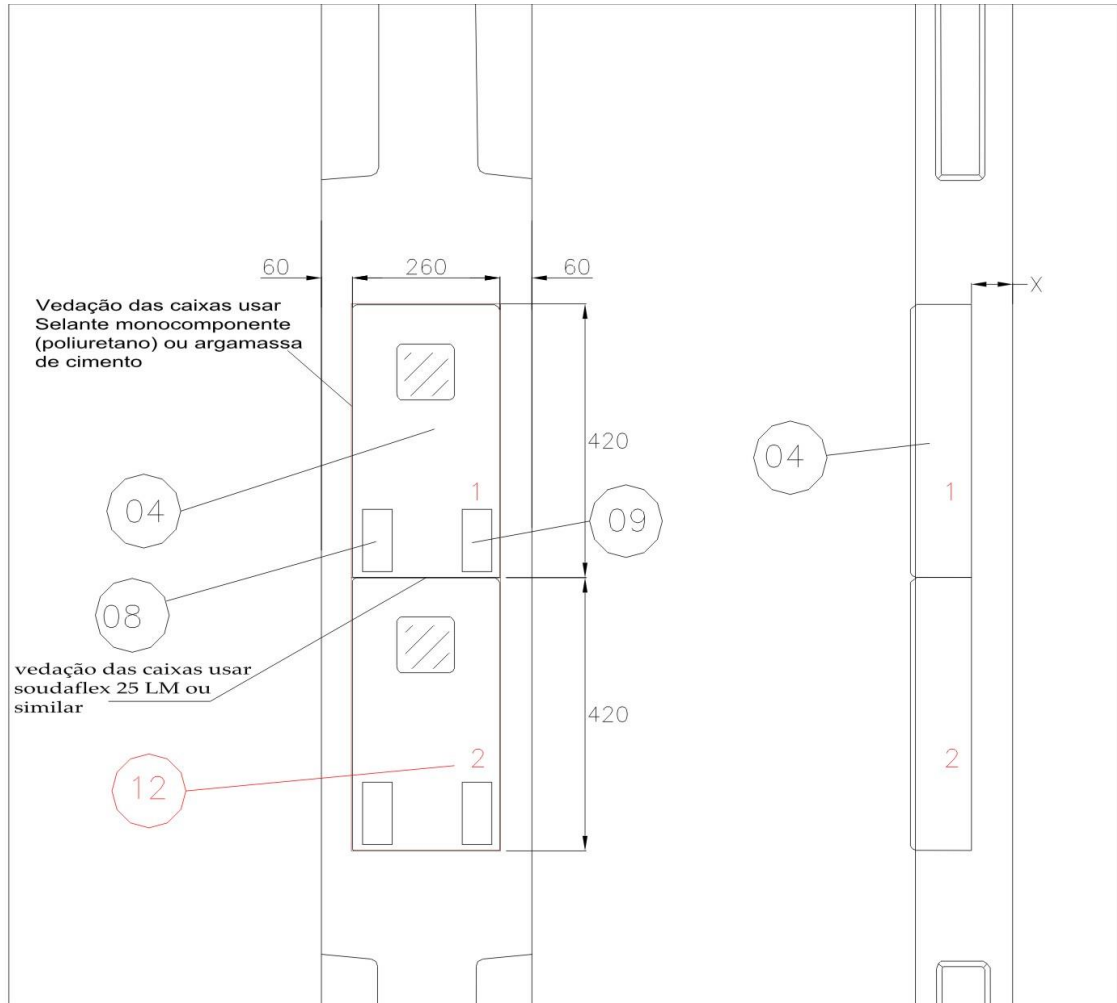 60
260
60
X
Vedação das caixas usar
Selante monocomponente
(poliuretano) ou argamassa
de cimento
420
04
1
04
1
09
08
vedação das caixas usar
soudaflex 25 LM ou
similar
420
12
2
2